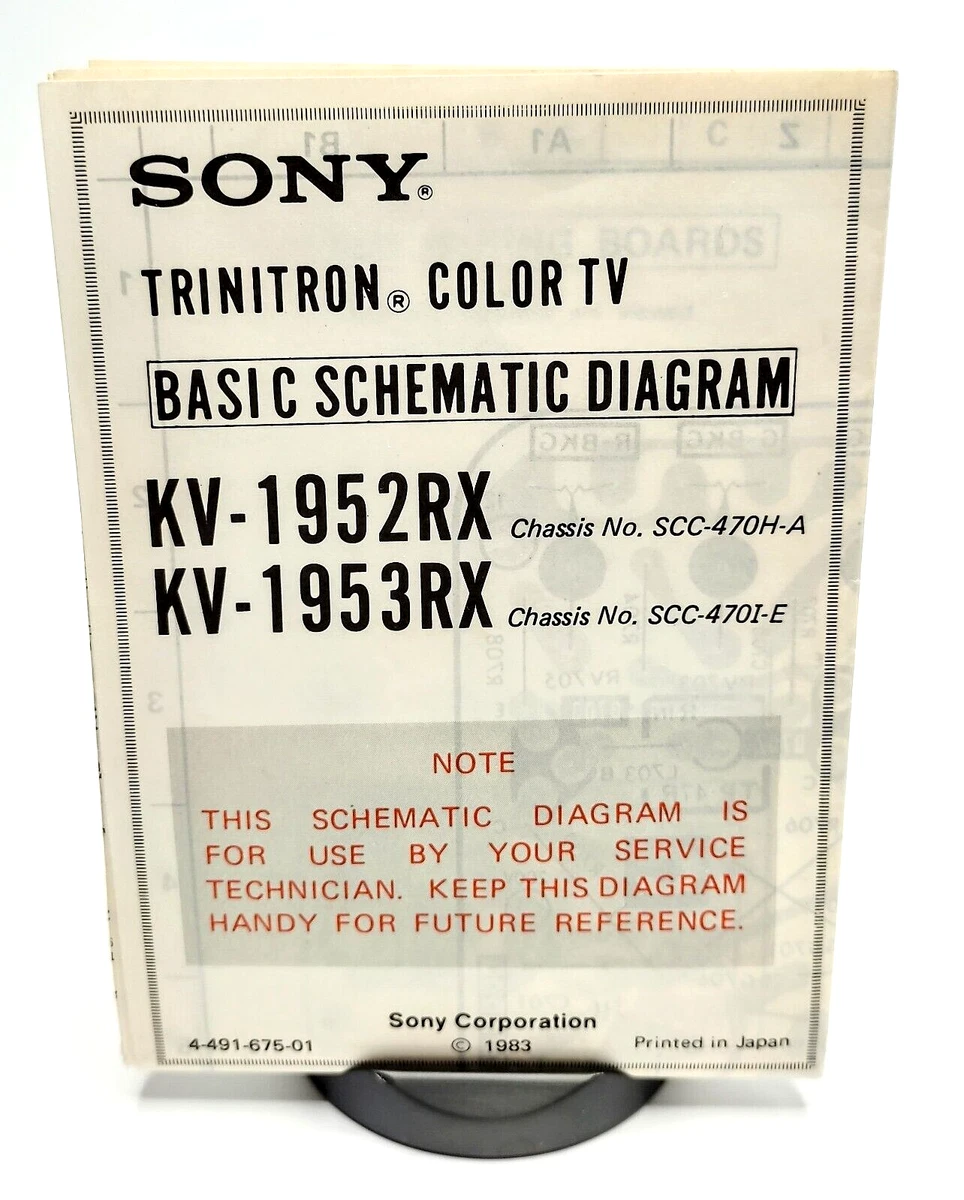 SONY®
TRINITRON® COLOR TV
BASIC SCHEMATIC DIAGRAM
KV-1952RX Chassis No. SCC-470H-A
KV-1953RX Chassis No. SCC-470I-E
NOTE
THIS SCHEMATIC DIAGRAM IS
FOR USE BY YOUR SERVICE
TECHNICIAN. KEEP THIS DIAGRAM
HANDY FOR FUTURE REFERENCE.
Sony Corporation
4-491-675-01 © 1983 Printed in Japan